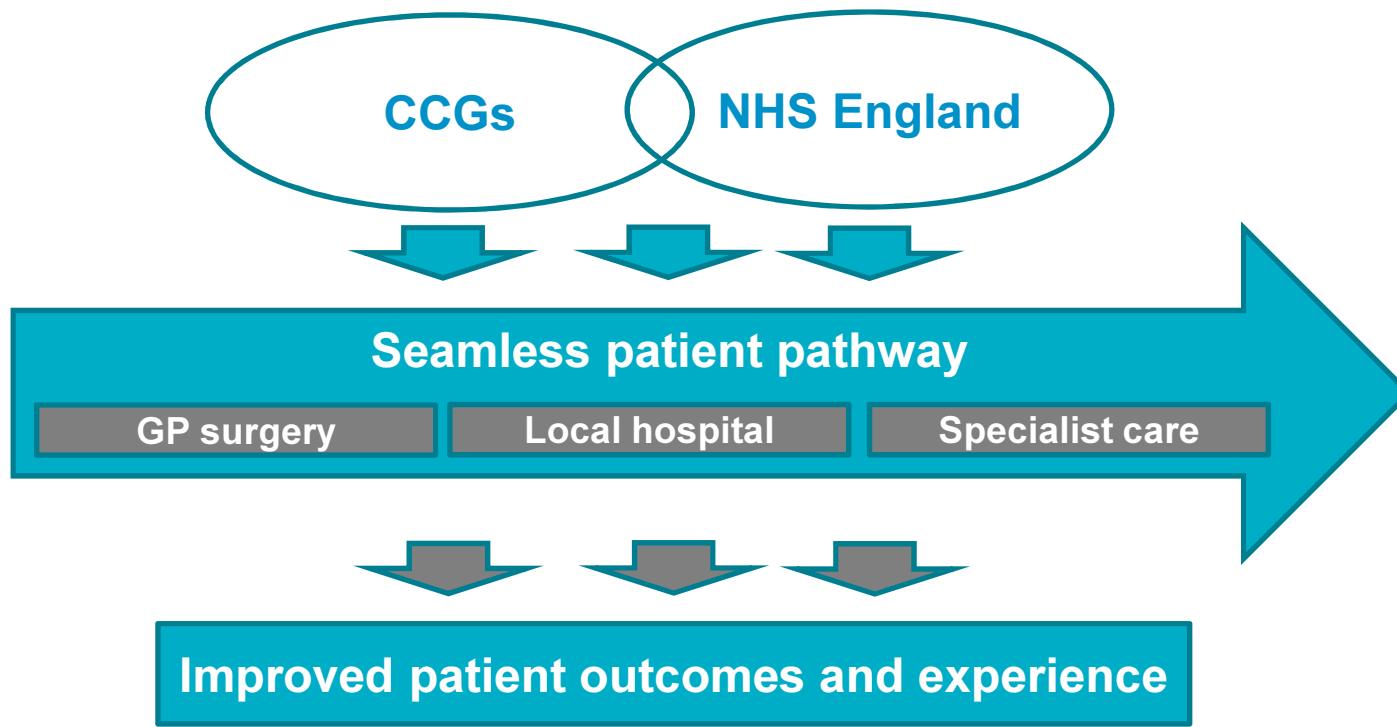 CCGs
NHS England
Seamless patient pathway
GP surgery
Local hospital
Specialist care
Improved patient outcomes and experience